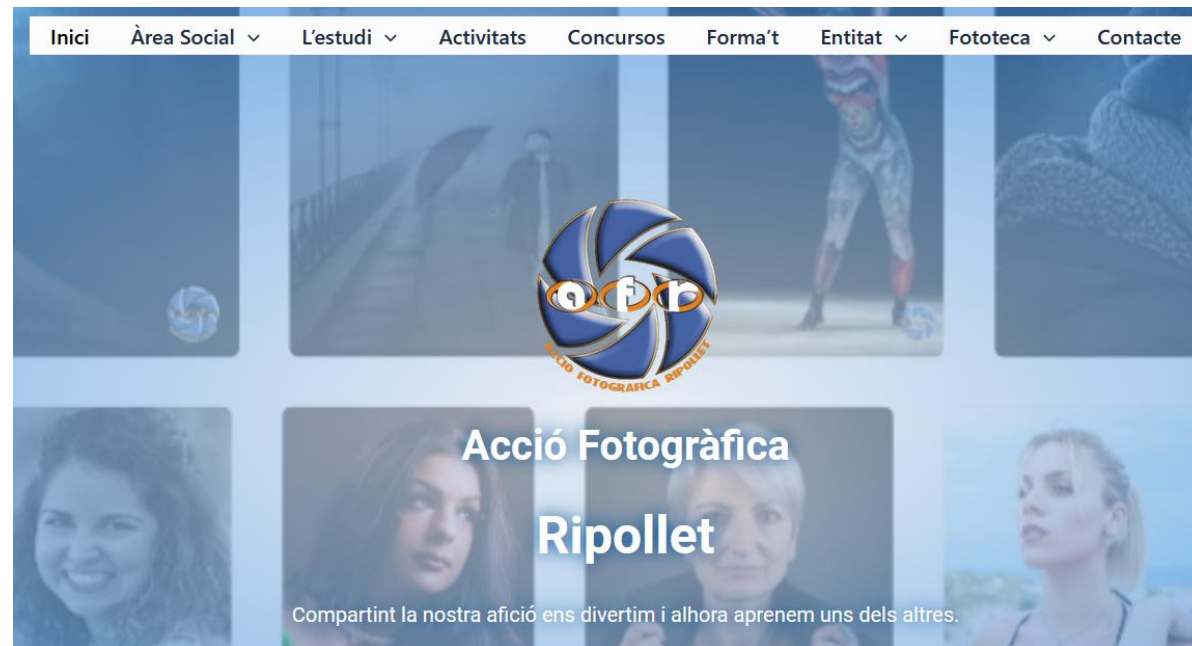 Inici Àrea Social L'estudi Activitats Concursos Forma't Entitat Fototeca Contacte
afr
ACCIO FOTOGRAFICA RIPOLLET
Acció Fotogràfica
Ripollet
Compartint la nostra afició ens divertim i alhora aprenem uns dels altres.